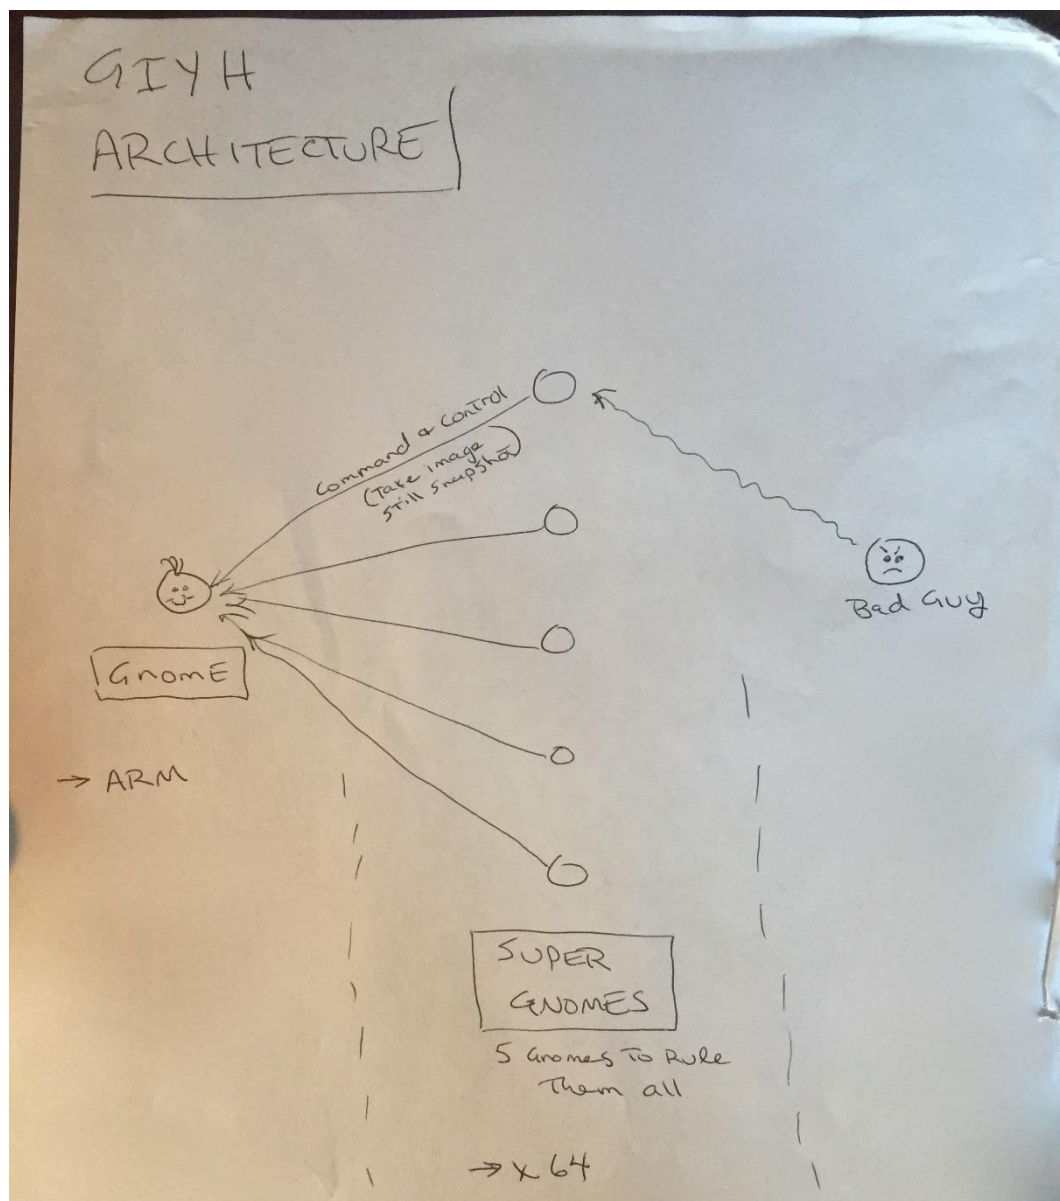 GIYH
ARCHITECTURE
Command & Control
(Take image
still snapshot)
Bad Guy
GnomE
→ ARM
SUPER
GNOMES
5 Gnomes To Rule
Them all
→ x64